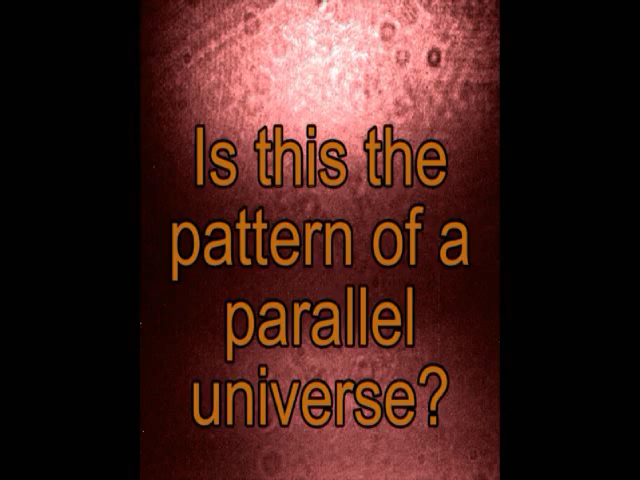 Is this the
pattern of a
parallel
universe?